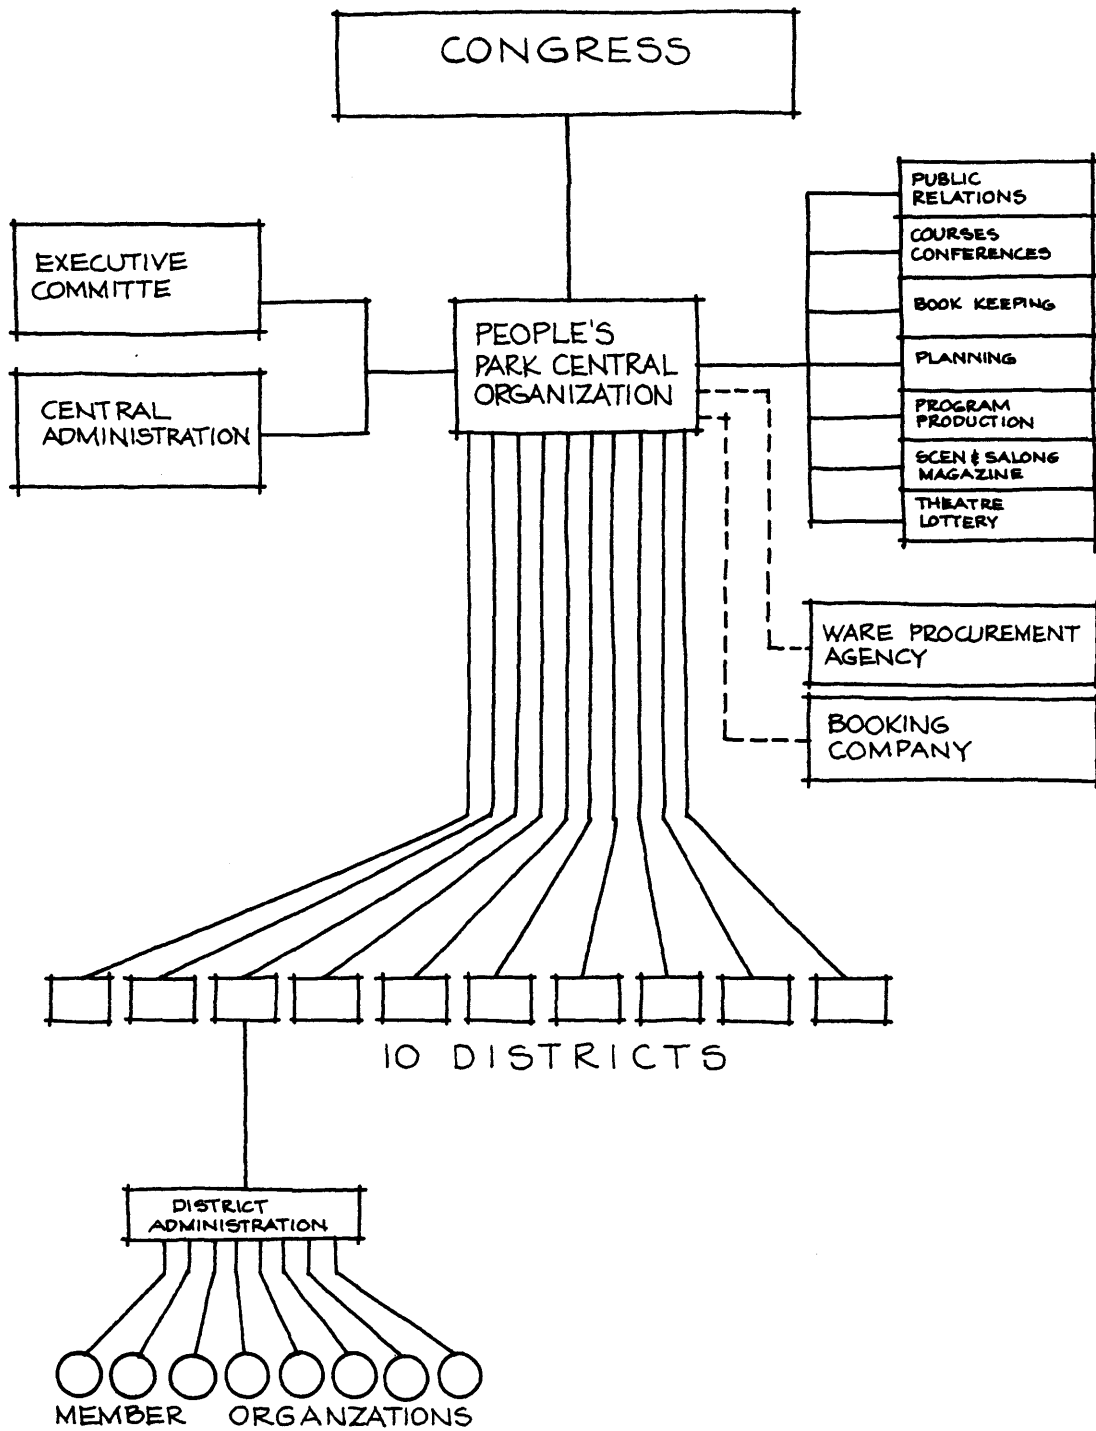 CONGRESS
EXECUTIVE
COMMITTE
CENTRAL
ADMINISTRATION
PEOPLE'S
PARK CENTRAL
ORGANIZATION
PUBLIC
RELATIONS
COURSES
CONFERENCES
BOOK KEEPING
PLANNING
PROGRAM
PRODUCTION
SCEN & SALONG
MAGAZINE
THEATRE
LOTTERY
WARE PROCUREMENT
AGENCY
BOOKING
COMPANY
10 DISTRICTS
DISTRICT
ADMINISTRATION
MEMBER ORGANZATIONS